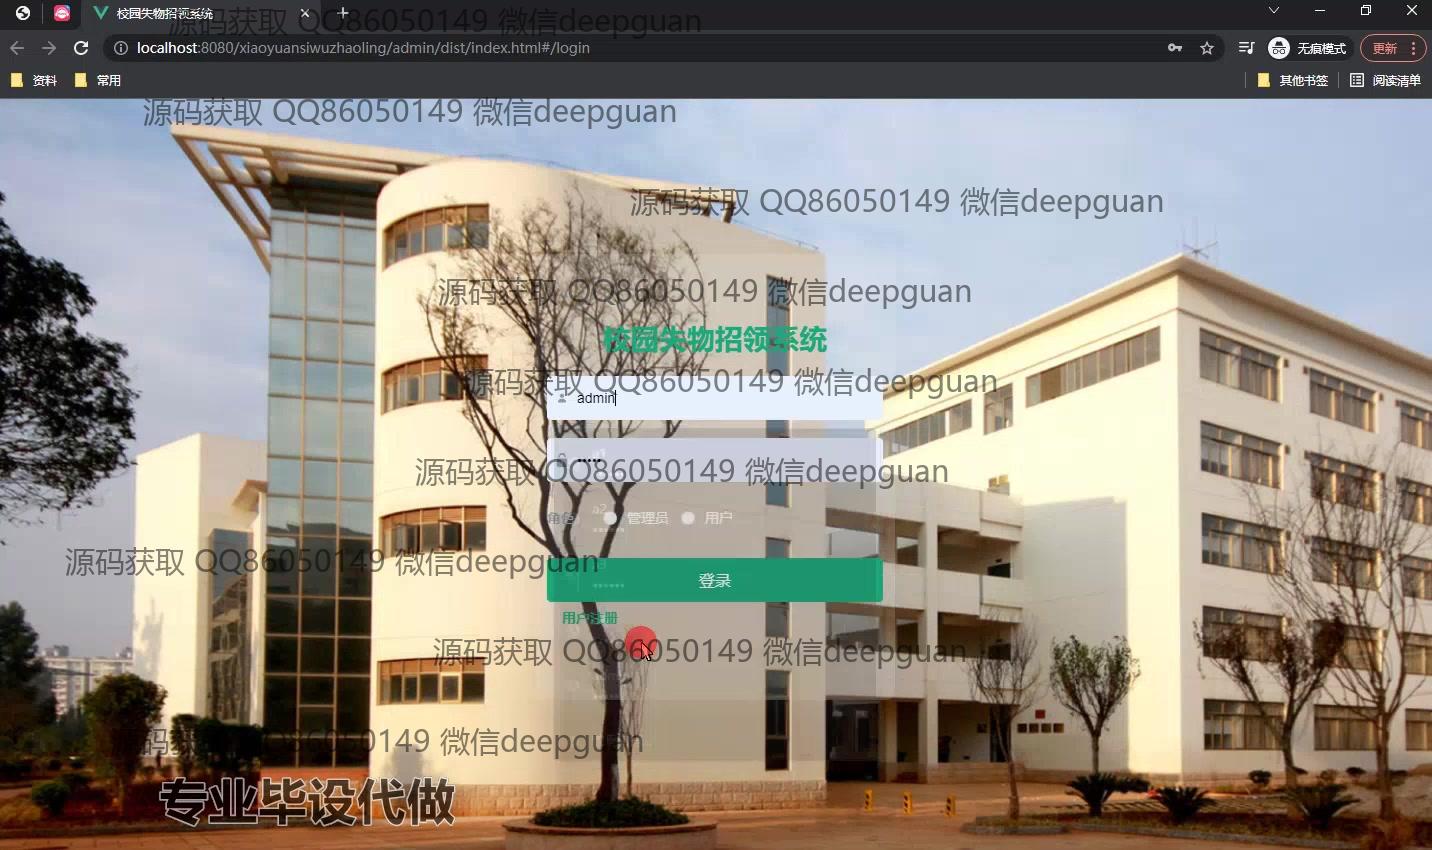 校园失物招领系统
源码获取 QQ86050149 微信deepguan
localhost:8080/xiaoyuansiwuzhaoling/admin/dist/index.html#/login
无痕模式
更新
资料
常用
其他书签
阅读清单
源码获取 QQ86050149 微信deepguan
源码获取 QQ86050149 微信deepguan
源码获取 QQ86050149 微信deepguan
校园失物招领系统
源码获取 QQ86050149 微信deepguan
admin
源码获取 QQ86050149 微信deepguan
角色 管理员 用户
源码获取 QQ86050149 微信deepguan
登录
用户注册
源码获取 QQ86050149 微信deepguan
源码获取 QQ86050149 微信deepguan
专业毕设代做